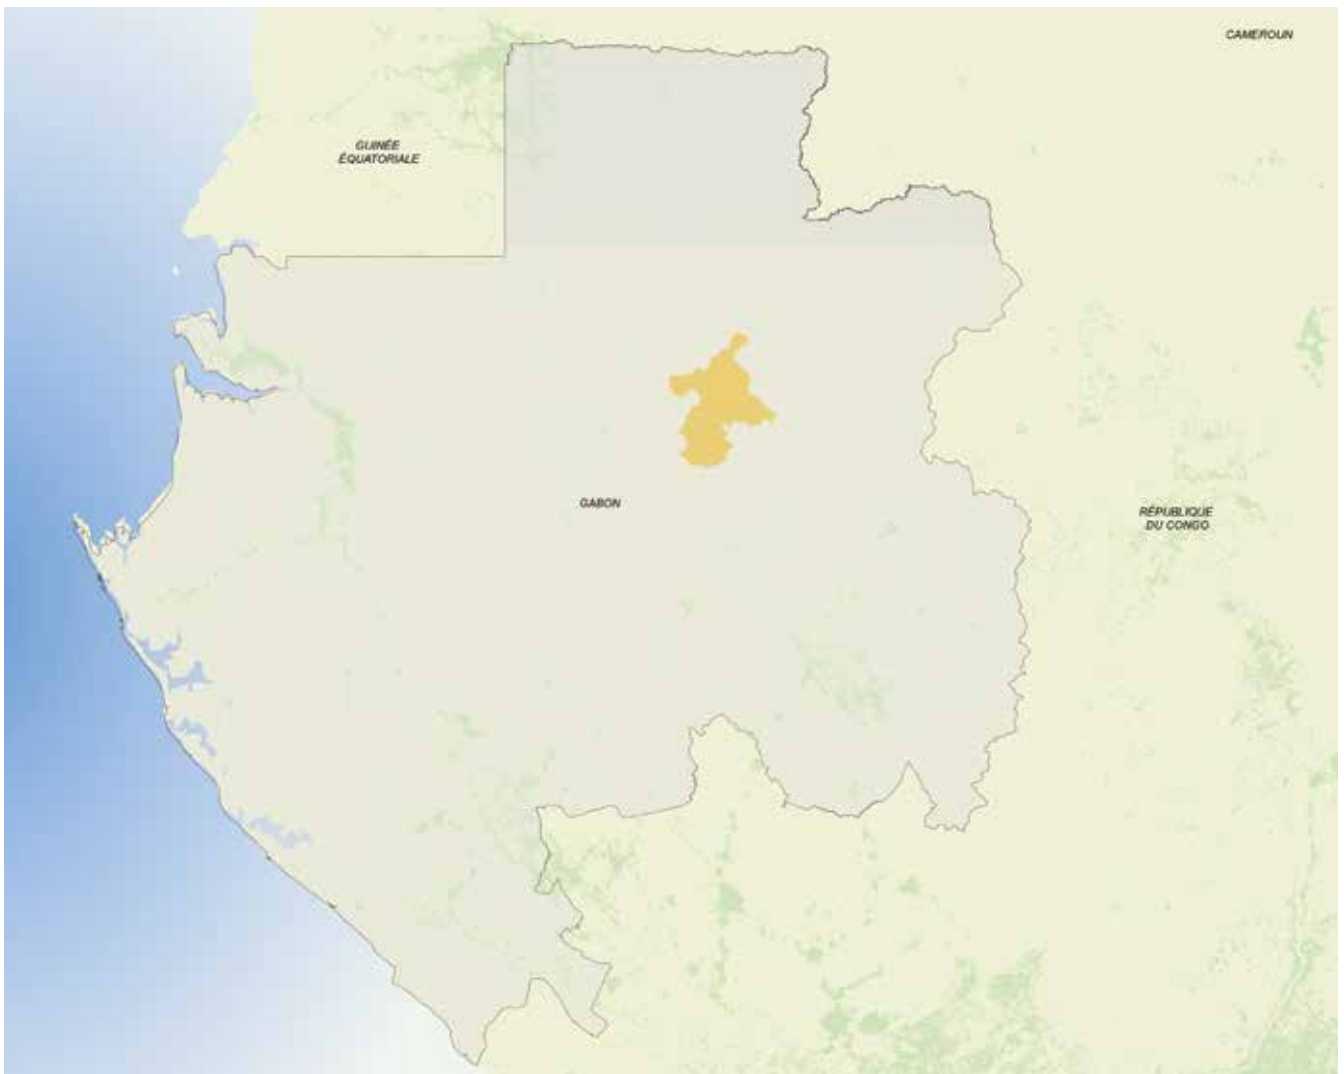 CAMEROUN
GUINÉE
ÉQUATORIALE
GABON
RÉPUBLIQUE
DU CONGO